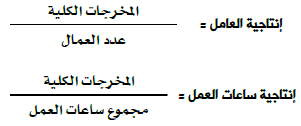 المخرجات الكلية
إنتاجية العامل =
عدد العمال
المخرجات الكلية
إنتاجية ساعات العمل =
مجموع ساعات العمل